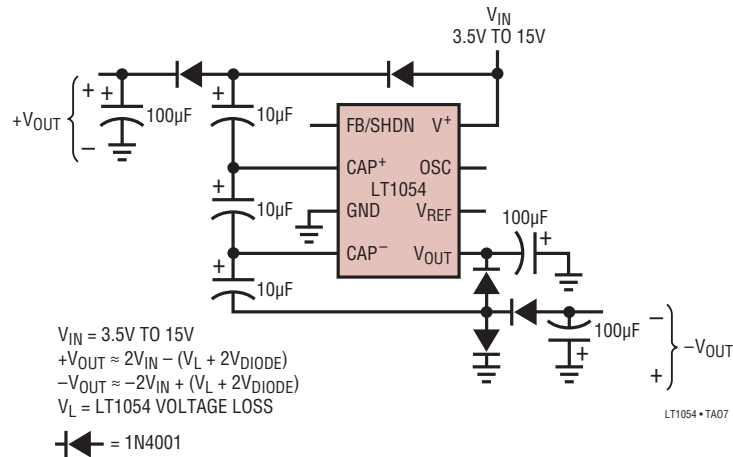 V_IN
3.5V TO 15V
+
+
100µF
+V_OUT
–
+
10µF
FB/SHDN
V⁺
CAP⁺
OSC
LT1054
+
10µF
GND
V_REF
100µF
+
CAP⁻
V_OUT
+
10µF
100µF
+
–
–V_OUT
+
V_IN = 3.5V TO 15V
+V_OUT ≈ 2V_IN – (V_L + 2V_DIODE)
–V_OUT ≈ –2V_IN + (V_L + 2V_DIODE)
V_L = LT1054 VOLTAGE LOSS
= 1N4001
LT1054 • TA07